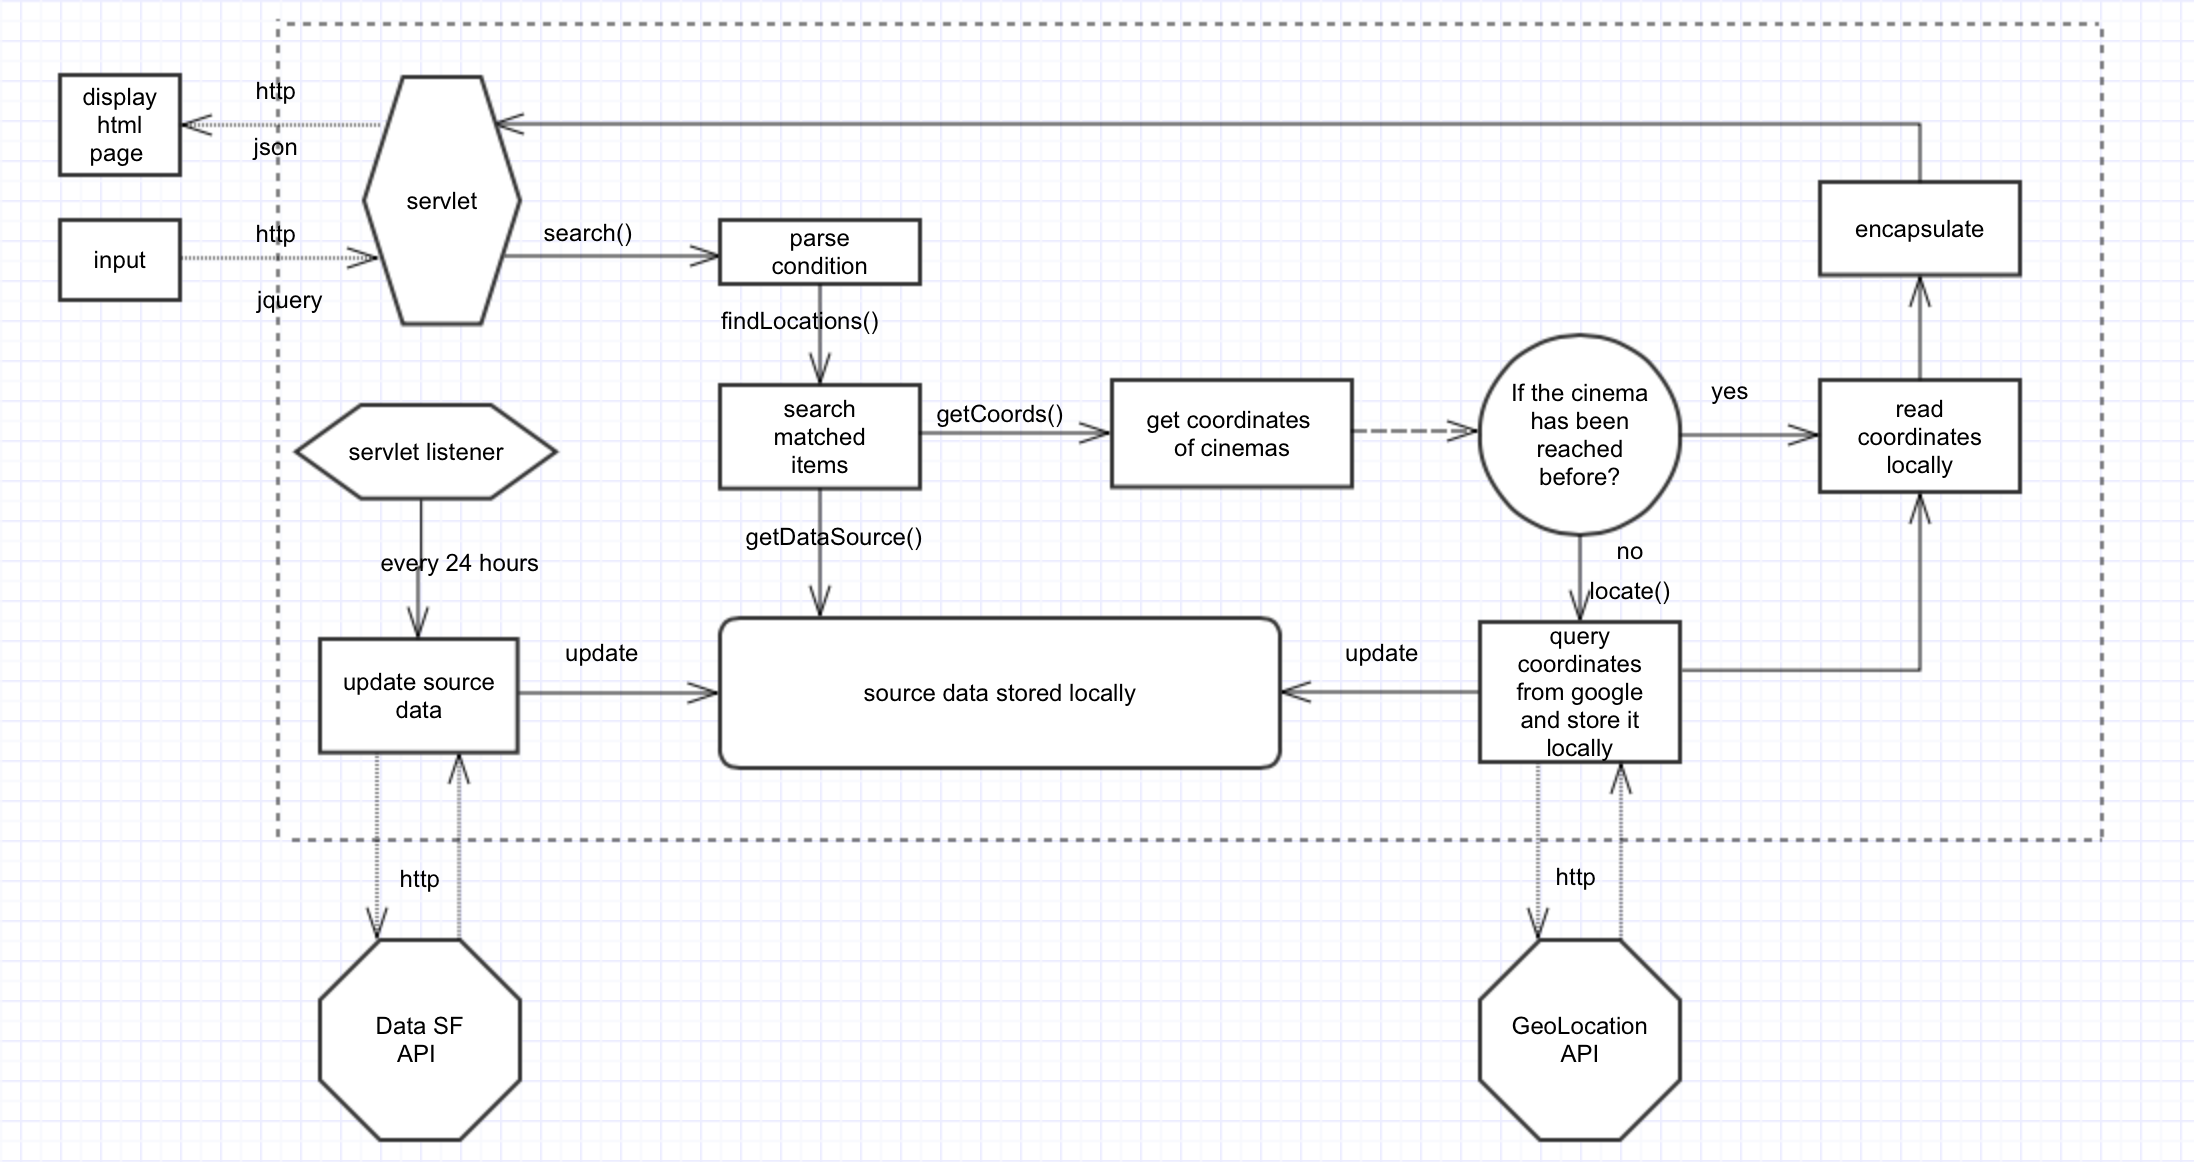 display
html
page
http
json
input
http
jquery
servlet
search()
parse
condition
findLocations()
encapsulate
servlet listener
every 24 hours
search
matched
items
getCoords()
get coordinates
of cinemas
If the cinema
has been
reached
before?
yes
read
coordinates
locally
getDataSource()
no
locate()
update source
data
update
source data stored locally
update
query
coordinates
from google
and store it
locally
http
http
Data SF
API
GeoLocation
API